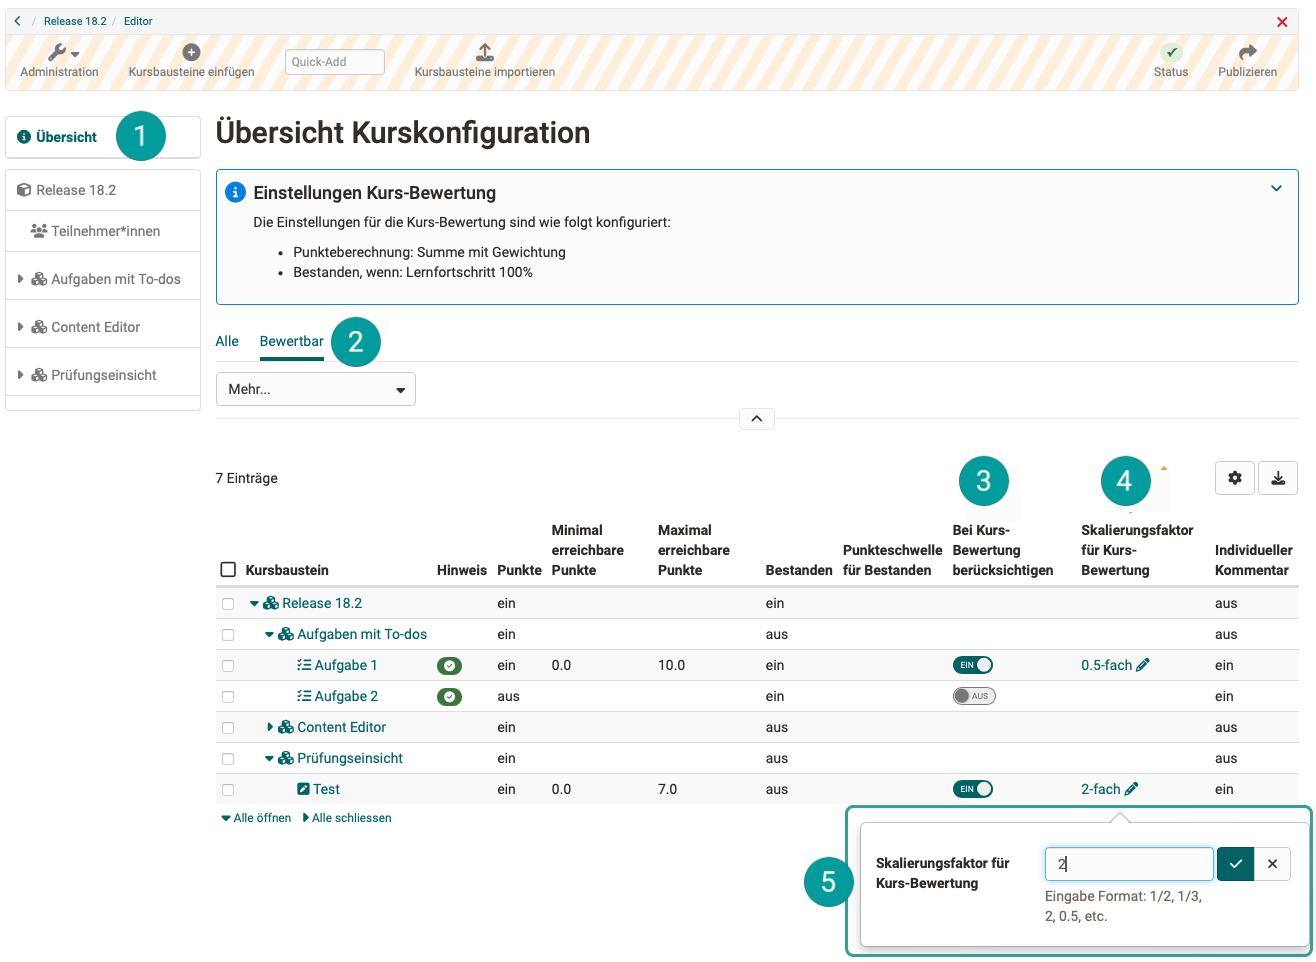 Release 18.2 / Editor
Administration
Kursbausteine einfügen
Quick-Add
Kursbausteine importieren
Status
Publizieren
Übersicht
1
Release 18.2
Teilnehmer*innen
Aufgaben mit To-dos
Content Editor
Prüfungseinsicht
Übersicht Kurskonfiguration
Einstellungen Kurs-Bewertung
Die Einstellungen für die Kurs-Bewertung sind wie folgt konfiguriert:
• Punkteberechnung: Summe mit Gewichtung
• Bestanden, wenn: Lernfortschritt 100%
Alle Bewertbar 2
Mehr...
7 Einträge
3 4
Kursbaustein Hinweis Punkte Minimal erreichbare Punkte Maximal erreichbare Punkte Bestanden Punkteschwelle für Bestanden Bei Kurs-Bewertung berücksichtigen Skalierungsfaktor für Kurs-Bewertung Individueller Kommentar
Release 18.2 ein ein aus
Aufgaben mit To-dos ein aus aus
Aufgabe 1 ein 0.0 10.0 ein EIN 0.5-fach ein
Aufgabe 2 aus ein AUS ein
Content Editor ein aus aus
Prüfungseinsicht ein aus aus
Test ein 0.0 7.0 aus EIN 2-fach ein
Alle öffnen Alle schliessen
5
Skalierungsfaktor für
Kurs-Bewertung
2
Eingabe Format: 1/2, 1/3,
2, 0.5, etc.